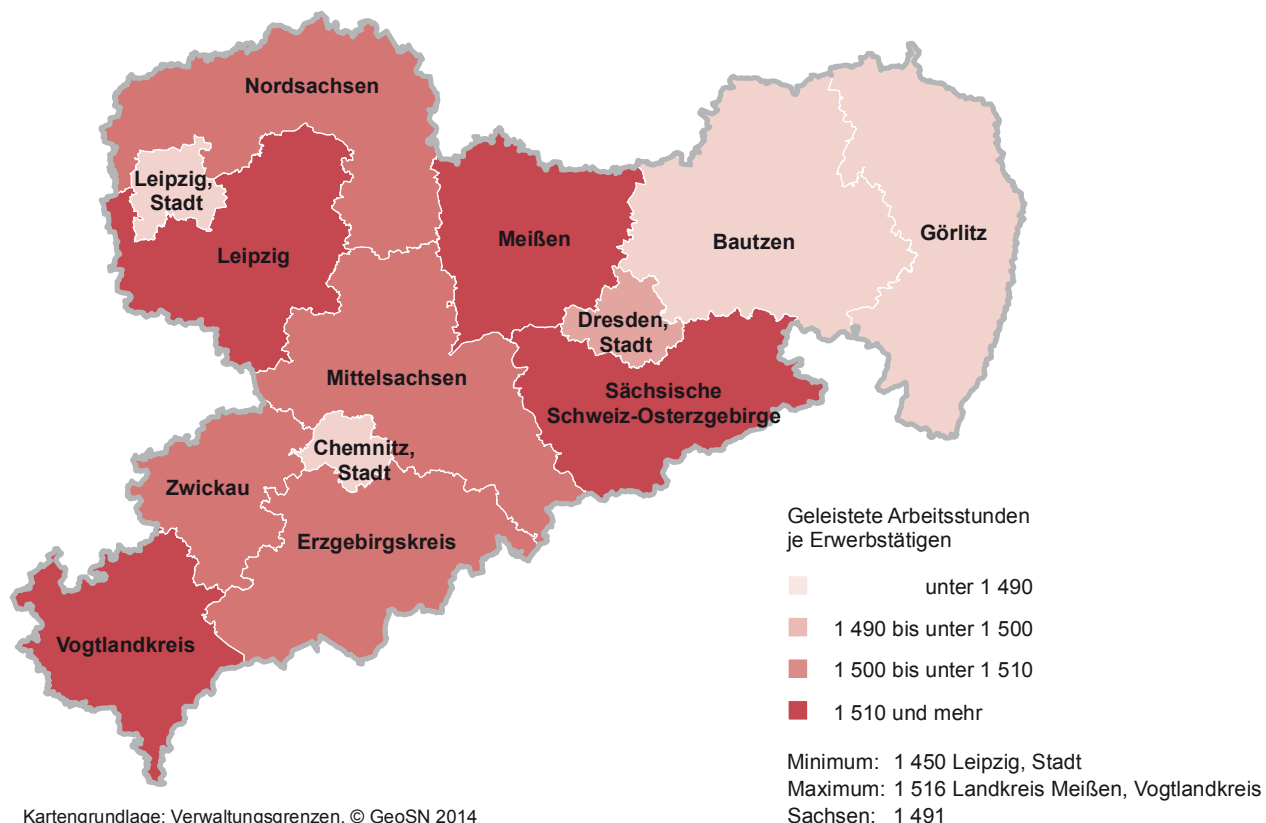 Nordsachsen
Leipzig,
Stadt
Leipzig
Meißen
Bautzen
Görlitz
Dresden,
Stadt
Mittelsachsen
Sächsische
Schweiz-Osterzgebirge
Chemnitz,
Stadt
Zwickau
Erzgebirgskreis
Vogtlandkreis
Geleistete Arbeitsstunden
je Erwerbstätigen
unter 1 490
1 490 bis unter 1 500
1 500 bis unter 1 510
1 510 und mehr
Minimum: 1 450 Leipzig, Stadt
Maximum: 1 516 Landkreis Meißen, Vogtlandkreis
Sachsen: 1 491
Kartengrundlage: Verwaltungsgrenzen, © GeoSN 2014